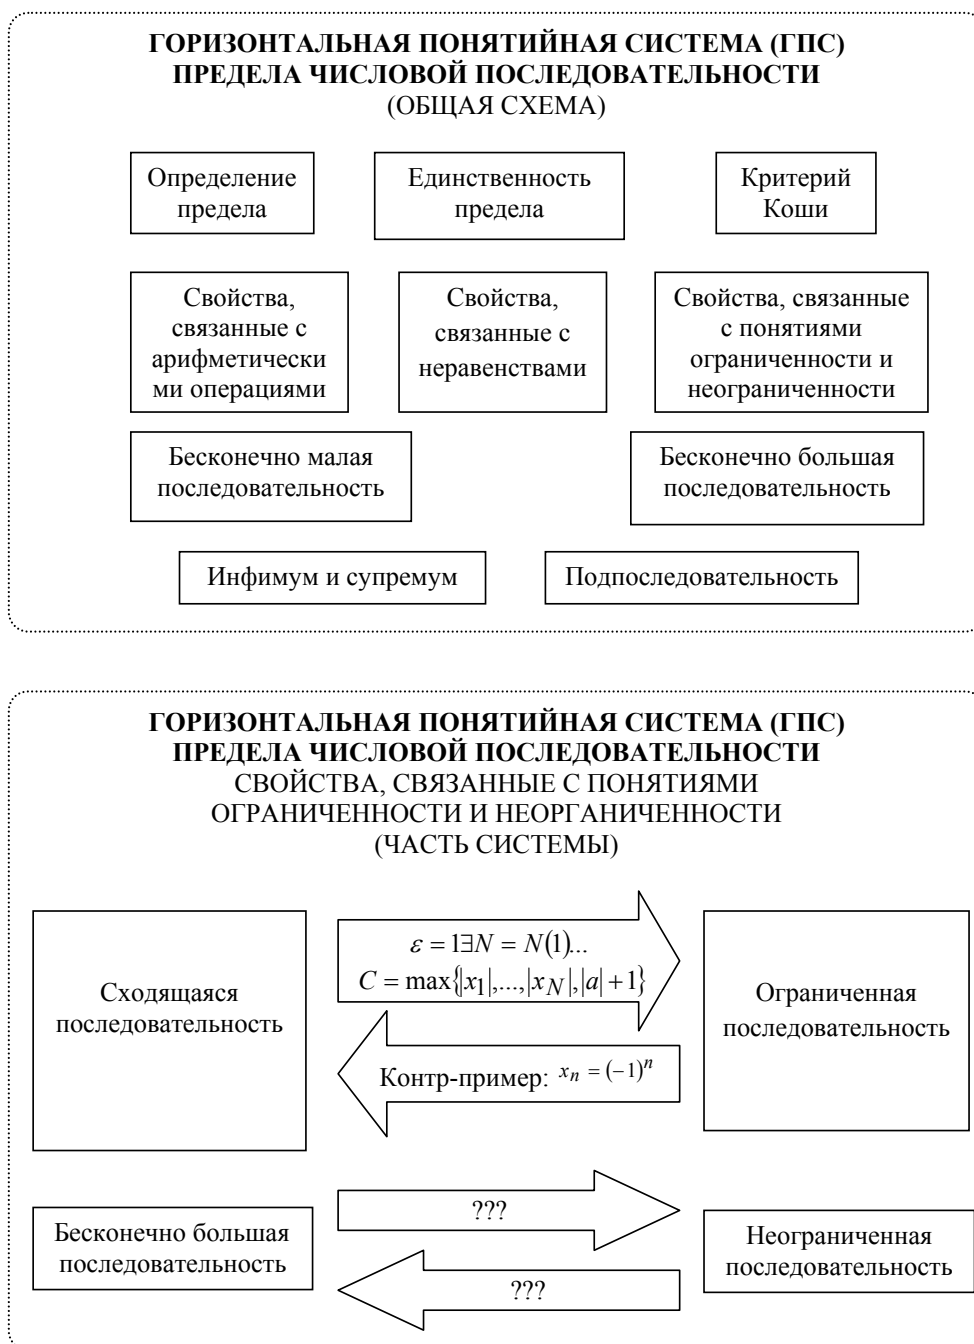 ГОРИЗОНТАЛЬНАЯ ПОНЯТИЙНАЯ СИСТЕМА (ГПС)
ПРЕДЕЛА ЧИСЛОВОЙ ПОСЛЕДОВАТЕЛЬНОСТИ
(ОБЩАЯ СХЕМА)
Определение
предела
Единственность
предела
Критерий
Коши
Свойства,
связанные с
арифметически
ми операциями
Свойства,
связанные с
неравенствами
Свойства, связанные
с понятиями
ограниченности и
неограниченности
Бесконечно малая
последовательность
Бесконечно большая
последовательность
Инфимум и супремум
Подпоследовательность
ГОРИЗОНТАЛЬНАЯ ПОНЯТИЙНАЯ СИСТЕМА (ГПС)
ПРЕДЕЛА ЧИСЛОВОЙ ПОСЛЕДОВАТЕЛЬНОСТИ
СВОЙСТВА, СВЯЗАННЫЕ С ПОНЯТИЯМИ
ОГРАНИЧЕННОСТИ И НЕОРГАНИЧЕННОСТИ
(ЧАСТЬ СИСТЕМЫ)
Сходящаяся
последовательность
ε = 1∃N = N(1)...
C = max{|x₁|,...,|x_N|,|a|+1}
Ограниченная
последовательность
Контр-пример: xₙ = (−1)ⁿ
Бесконечно большая
последовательность
???
???
Неограниченная
последовательность